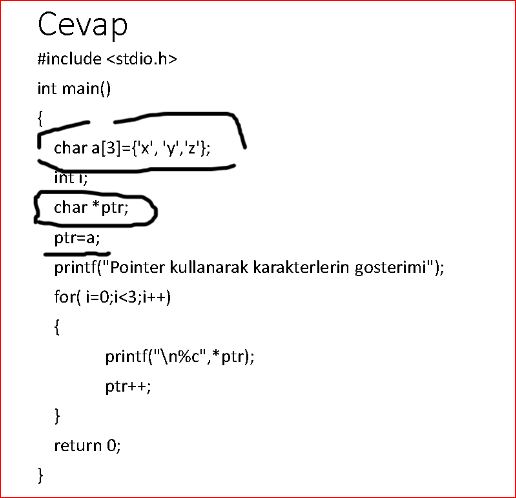 Cevap
#include <stdio.h>
int main()
{
char a[3]={'x', 'y','z'};
int i;
char *ptr;
ptr=a;
printf("Pointer kullanarak karakterlerin gosterimi");
for( i=0;i<3;i++)
{
printf("\n%c",*ptr);
ptr++;
}
return 0;
}